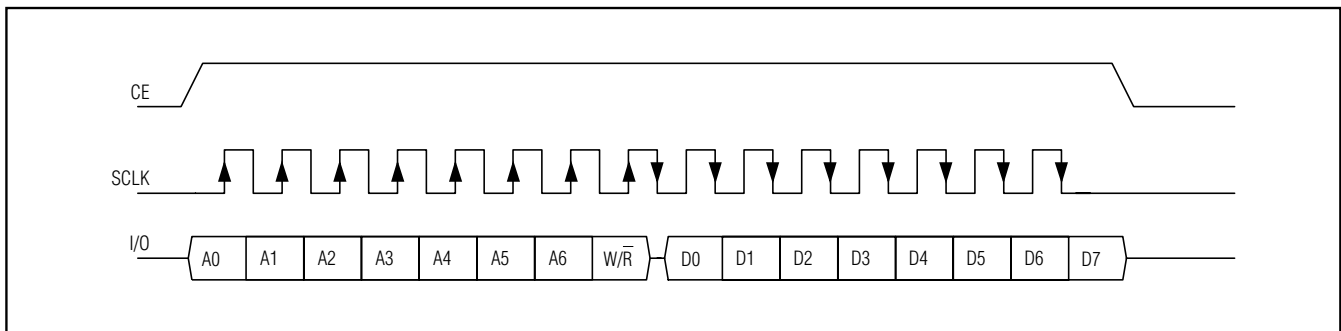 CE
SCLK
I/O A0 A1 A2 A3 A4 A5 A6 W/R̅ D0 D1 D2 D3 D4 D5 D6 D7